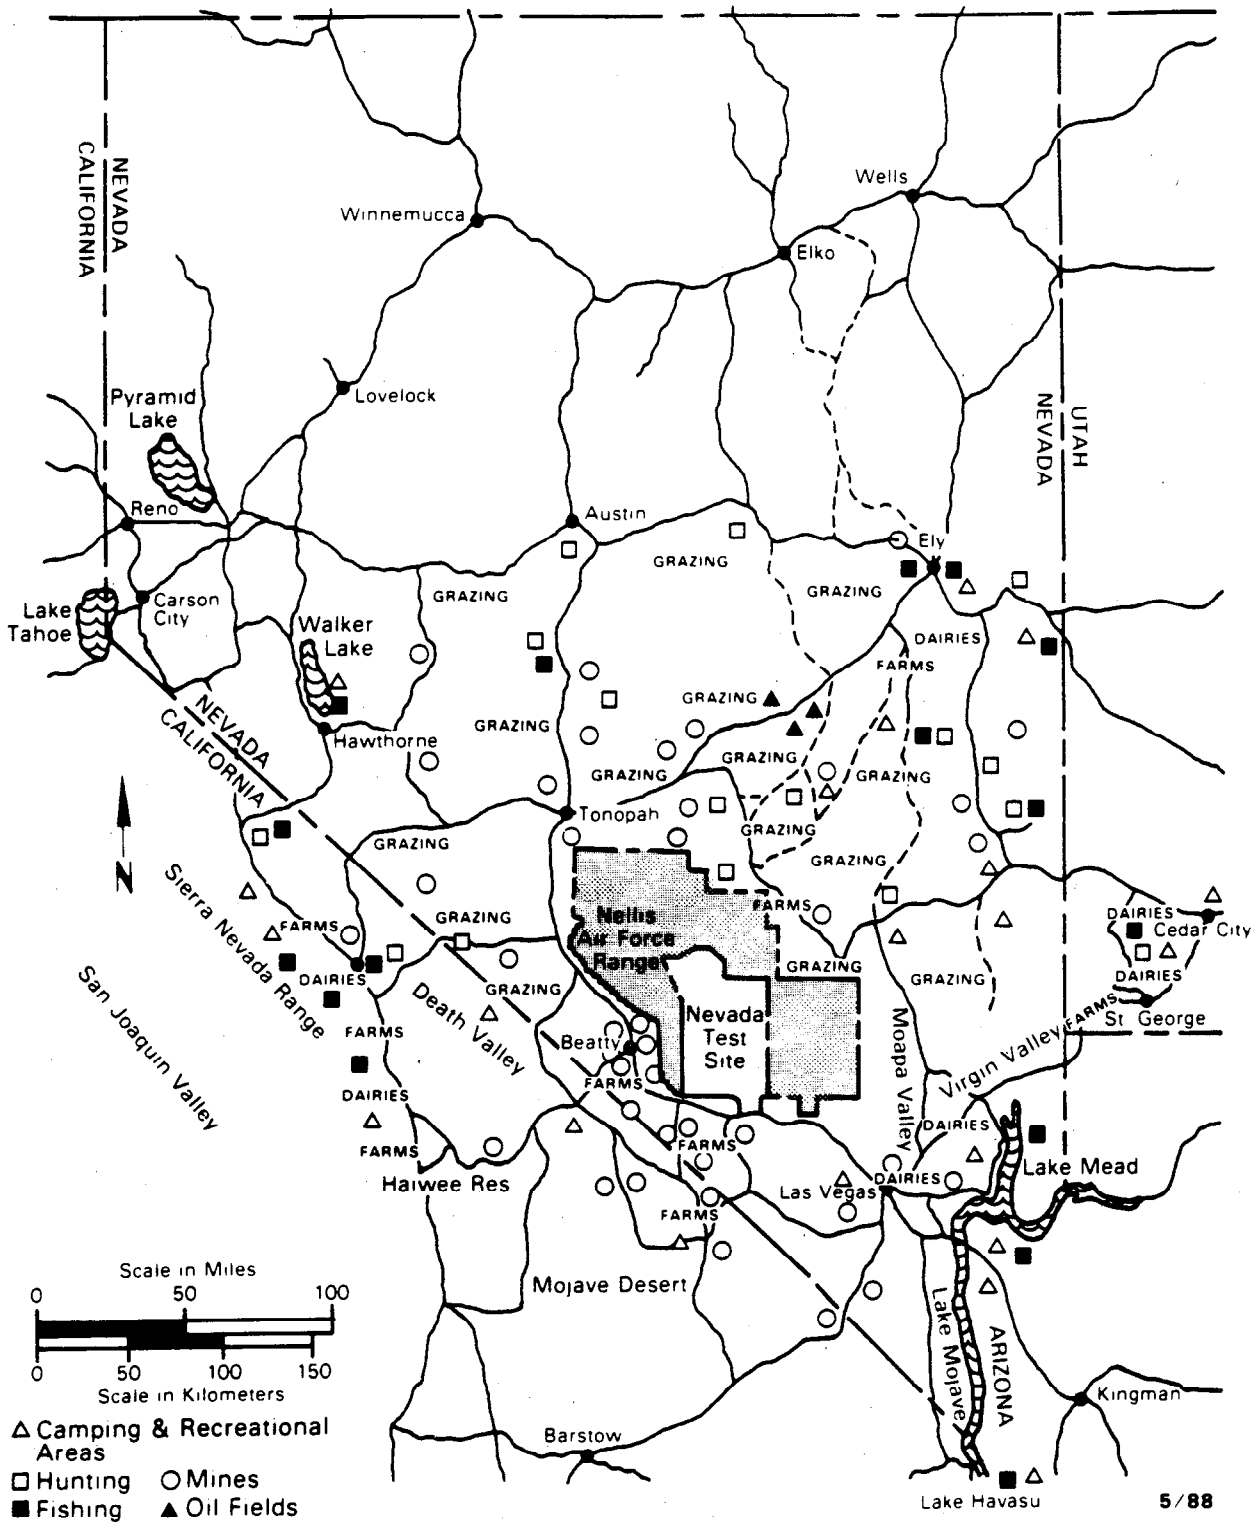 NEVADA
CALIFORNIA
Wells
Winnemucca
Elko
Pyramid
Lake
Lovelock
UTAH
NEVADA
Reno
Austin
Ely
GRAZING
GRAZING
GRAZING
Lake
Tahoe
Carson
City
Walker
Lake
DAIRIES
FARMS
NEVADA
CALIFORNIA
GRAZING
GRAZING
Hawthorne
GRAZING
GRAZING
GRAZING
Tonopah
GRAZING
GRAZING
GRAZING
N
Sierra Nevada Range
San Joaquin Valley
FARMS
GRAZING
Nellis
Air Force
Range
FARMS
DAIRIES
Cedar City
DAIRIES
GRAZING
GRAZING
DAIRIES
GRAZING
Death Valley
FARMS
Nevada
Test
Site
Moapa Valley
Virgin Valley
FARMS
St George
Beatty
FARMS
DAIRIES
FARMS
DAIRIES
FARMS
Haiwee Res
Lake Mead
Las Vegas
DAIRIES
FARMS
Mojave Desert
Lake Mojave
ARIZONA
Kingman
Barstow
Lake Havasu
Scale in Miles
0 50 100
0 50 100 150
Scale in Kilometers
Camping & Recreational
Areas
Hunting Mines
Fishing Oil Fields
5/88